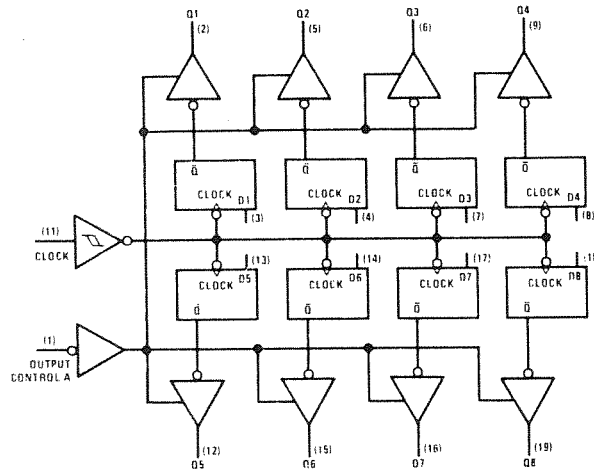 Q1 Q2 Q3 Q4
(2) (5) (6) (9)
Q̄ Q̄ Q̄ Q̄
CLOCK D1 CLOCK D2 CLOCK D3 CLOCK D4
(3) (4) (7) (8)
(11)
CLOCK
(13) (14) (17)
CLOCK D5 CLOCK D6 CLOCK D7 CLOCK D8
Q̄ Q̄ Q̄ Q̄
(1)
OUTPUT
CONTROL A
(12) (15) (16) (19)
Q5 Q6 Q7 Q8